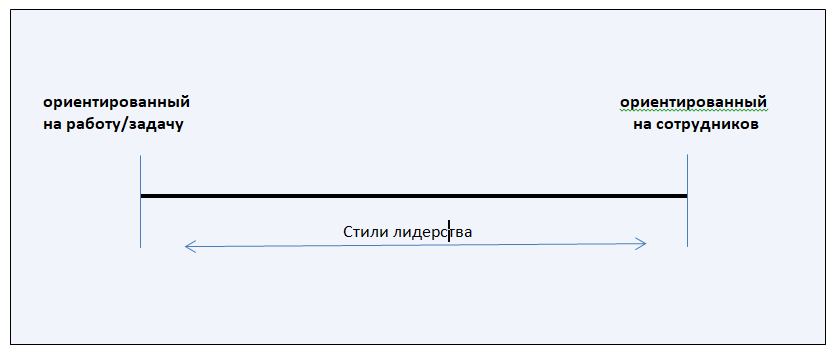 ориентированный
на работу/задачу
ориентированный
на сотрудников
Стили лидерства